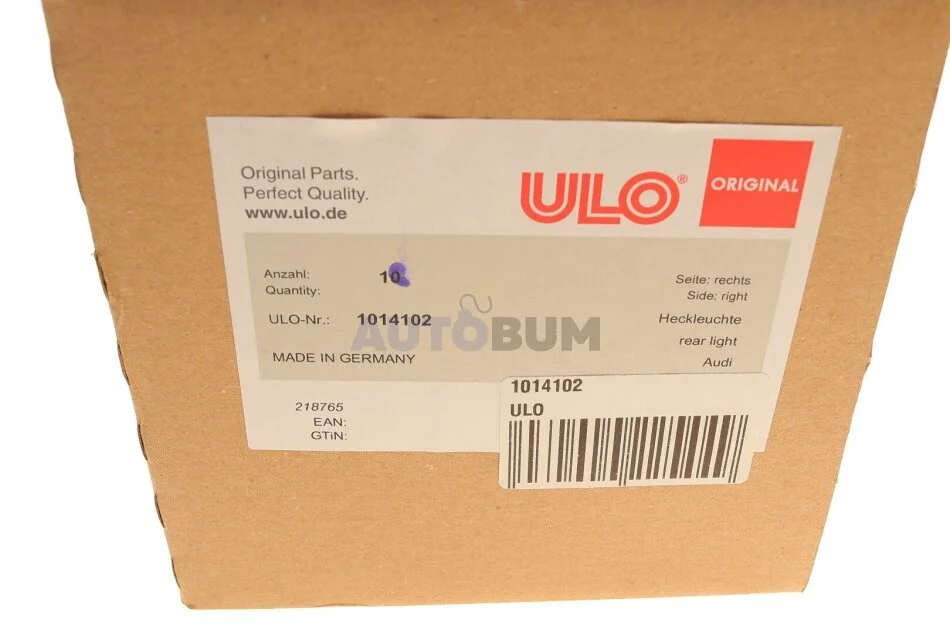 Original Parts.
Perfect Quality.
www.ulo.de
ULO®
ORIGINAL
Anzahl: 10
Quantity:
Seite: rechts
Side: right
ULO-Nr.: 1014102
Heckleuchte
rear light
Audi
MADE IN GERMANY
AUTOBUM
218765
EAN:
GTiN:
1014102
ULO